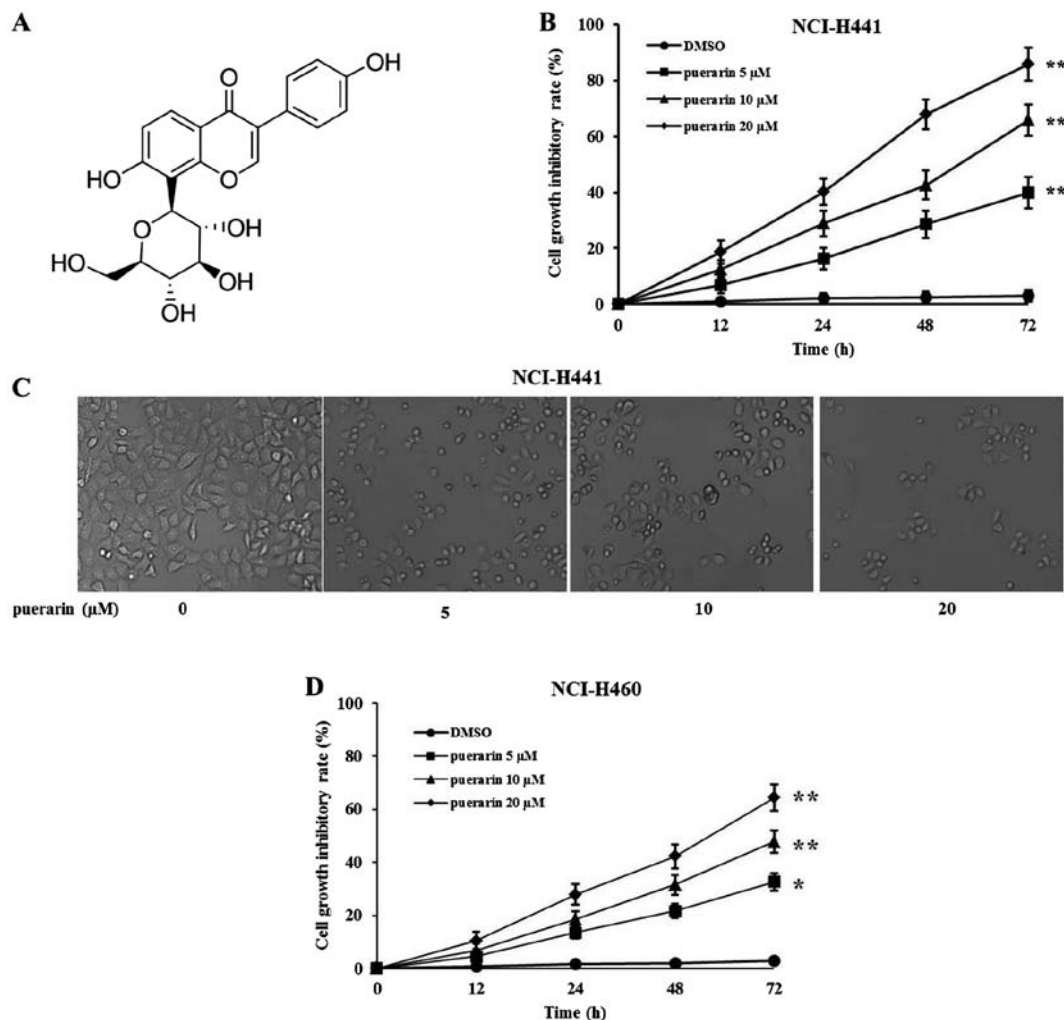 A
OH
O
HO
O
O
OH
HO
OH
OH
B
NCI-H441
Cell growth inhibitory rate (%)
100
80
60
40
20
0
DMSO
puerarin 5 μM
puerarin 10 μM
puerarin 20 μM
**
**
**
0 12 24 48 72
Time (h)
C
NCI-H441
puerarin (μM) 0 5 10 20
D
NCI-H460
Cell growth inhibitory rate (%)
100
80
60
40
20
0
DMSO
puerarin 5 μM
puerarin 10 μM
puerarin 20 μM
**
**
*
0 12 24 48 72
Time (h)